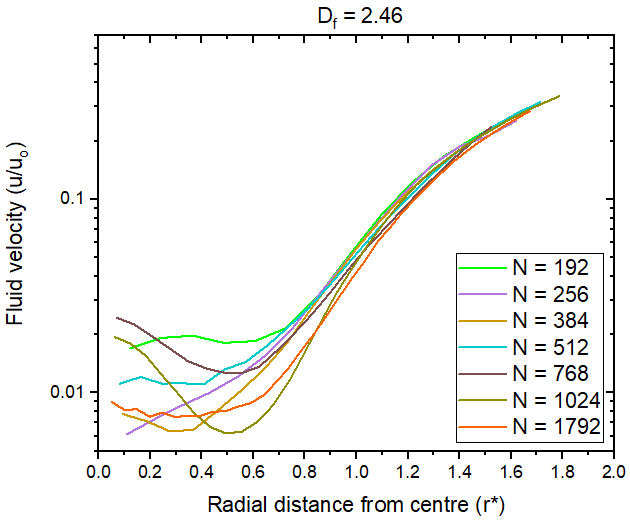 D_f = 2.46
Fluid velocity (u/u_o)
0.1
0.01
N = 192
N = 256
N = 384
N = 512
N = 768
N = 1024
N = 1792
0.0 0.2 0.4 0.6 0.8 1.0 1.2 1.4 1.6 1.8 2.0
Radial distance from centre (r*)